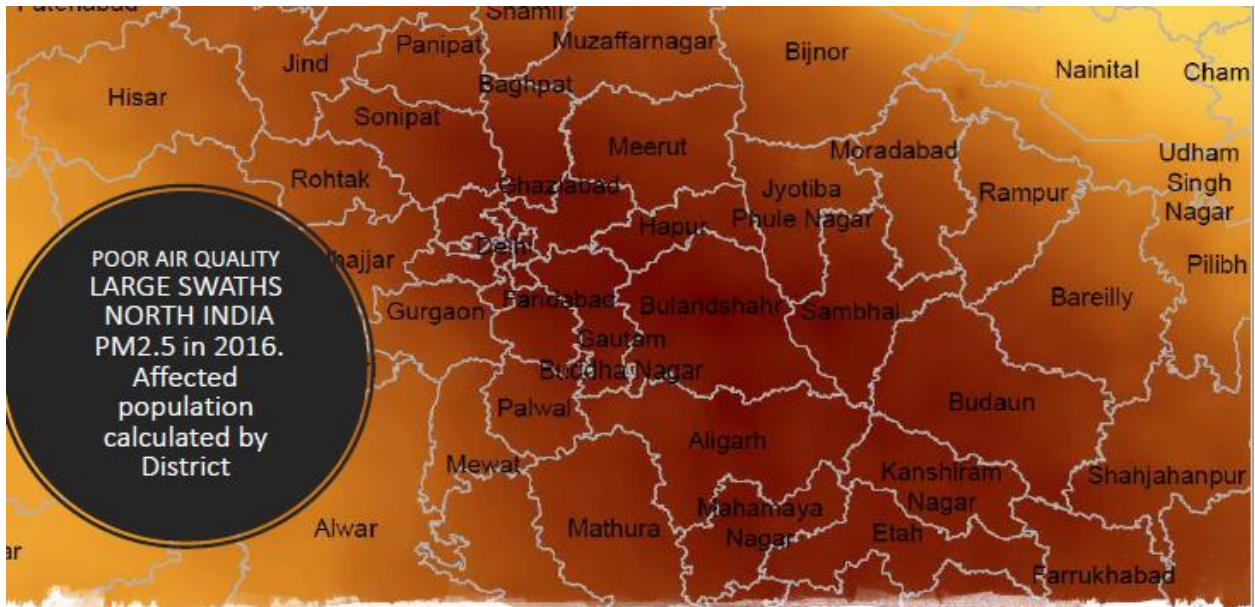 Shamli
Panipat
Muzaffarnagar
Bijnor
Jind
Nainital
Cham
Hisar
Baghpat
Sonipat
Meerut
Moradabad
Udham
Singh
Nagar
Rohtak
Ghaziabad
Jyotiba
Phule Nagar
Rampur
Hapur
Delhi
Pilibh
hajjar
POOR AIR QUALITY
LARGE SWATHS
NORTH INDIA
PM2.5 in 2016.
Affected
population
calculated by
District
Gurgaon
Faridabad
Bulandshahr
Sambhal
Bareilly
Gautam
Buddha Nagar
Palwal
Budaun
Aligarh
Mewat
Kanshiram
Nagar
Shahjahanpur
Alwar
Mathura
Mahamaya
Nagar
Etah
ar
Farrukhabad